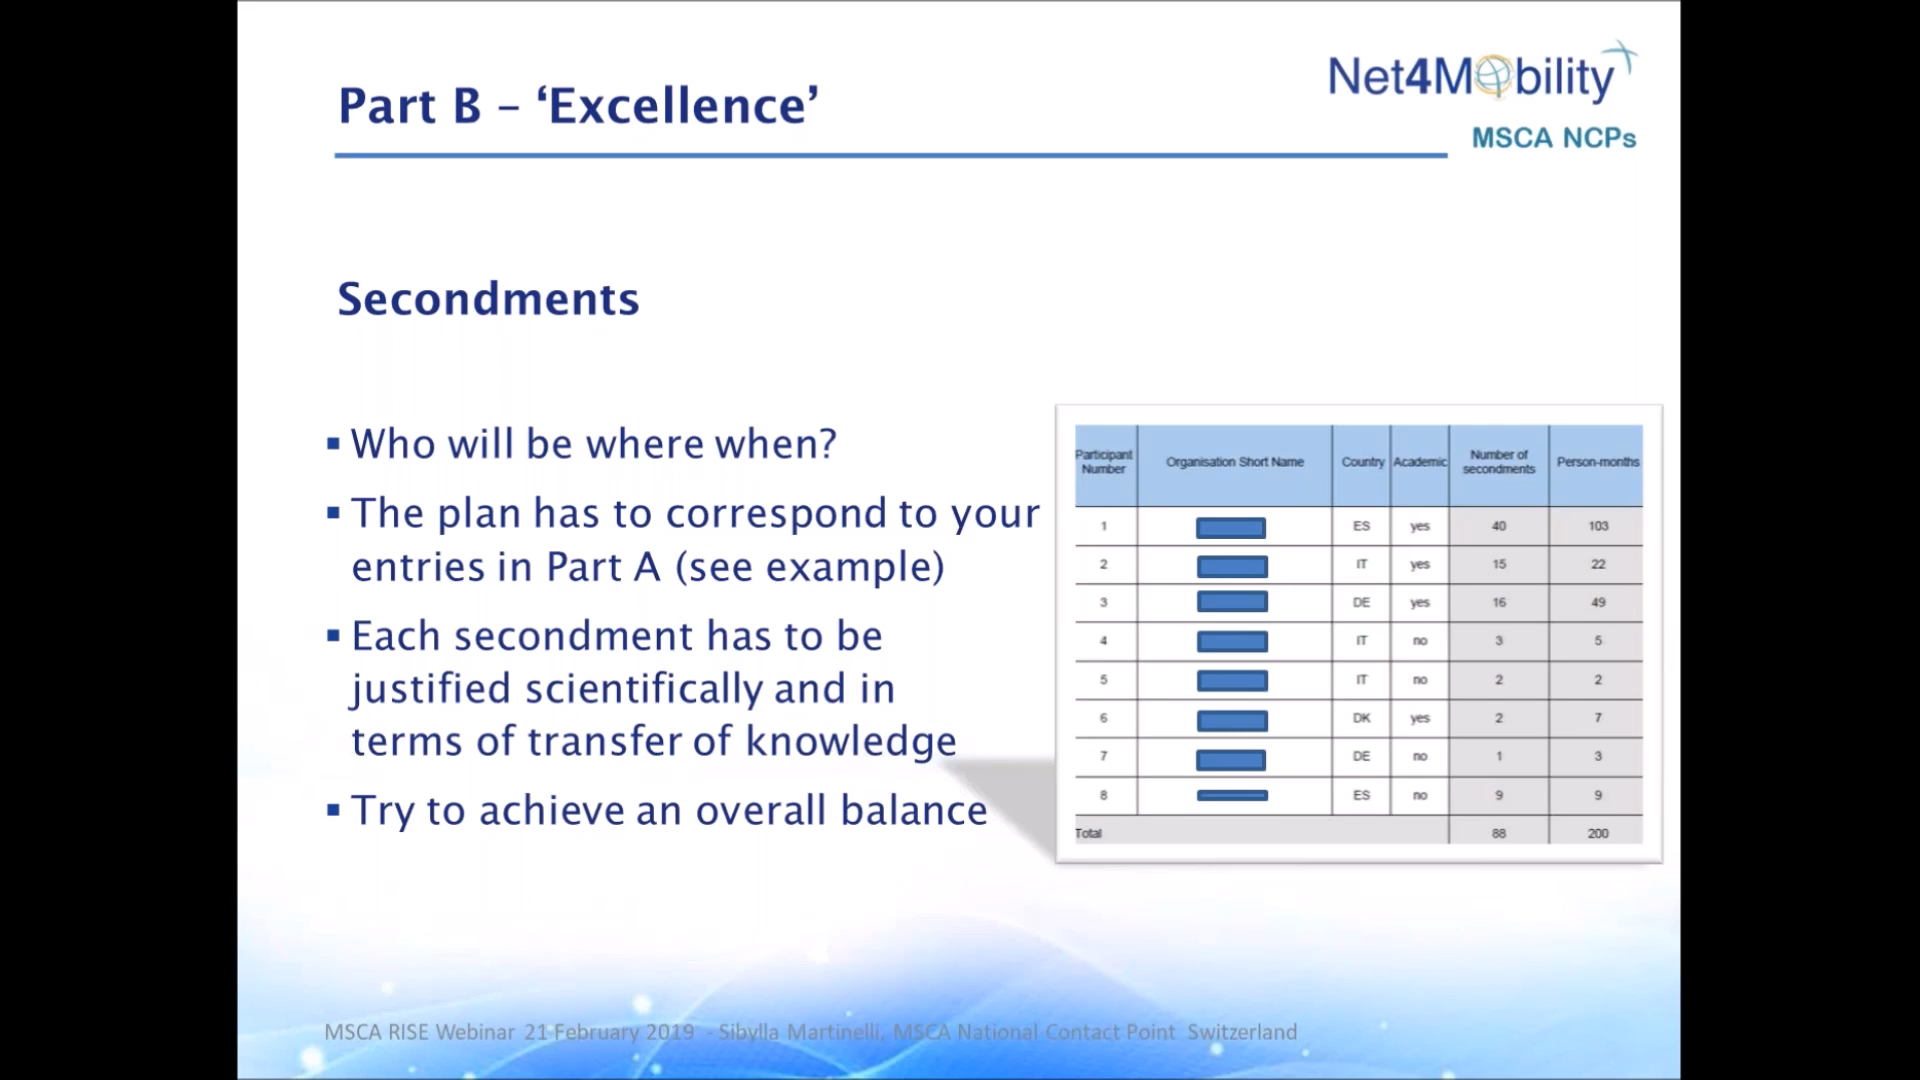 Part B – ‘Excellence’
Net4Mobility
MSCA NCPs
Secondments
▪ Who will be where when?
▪ The plan has to correspond to your
entries in Part A (see example)
▪ Each secondment has to be
justified scientifically and in
terms of transfer of knowledge
▪ Try to achieve an overall balance
Participant Number Organisation Short Name Country Academic Number of secondments Person-months
1 ES yes 40 103
2 IT yes 15 22
3 DE yes 16 49
4 IT no 3 5
5 IT no 2 2
6 DK yes 2 7
7 DE no 1 3
8 ES no 9 9
Total 88 200
MSCA RISE Webinar 21 February 2019 - Sibylla Martinelli, MSCA National Contact Point Switzerland